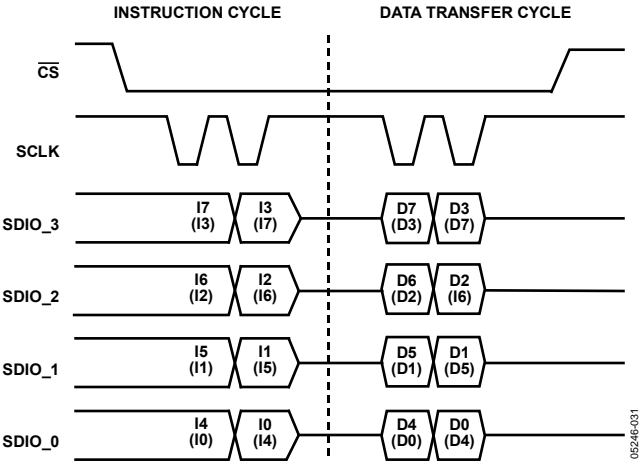 INSTRUCTION CYCLE DATA TRANSFER CYCLE
CS
SCLK
SDIO_3 I7 I3 D7 D3
(I3) (I7) (D3) (D7)
SDIO_2 I6 I2 D6 D2
(I2) (I6) (D2) (I6)
SDIO_1 I5 I1 D5 D1
(I1) (I5) (D1) (D5)
SDIO_0 I4 I0 D4 D0
(I0) (I4) (D0) (D4)
05246-031